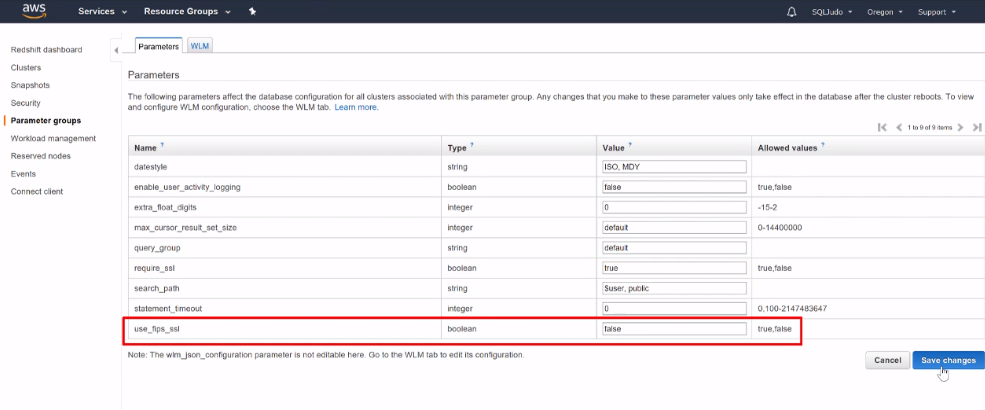 aws Services Resource Groups SQLJudo Oregon Support
Redshift dashboard
Clusters
Snapshots
Security
Parameter groups
Workload management
Reserved nodes
Events
Connect client
Parameters WLM
Parameters
The following parameters affect the database configuration for all clusters associated with this parameter group. Any changes that you make to these parameter values only take effect in the database after the cluster reboots. To view
and configure WLM configuration, choose the WLM tab. Learn more.
1 to 9 of 9 items
Name ? Type ? Value ? Allowed values ?
datestyle string ISO, MDY
enable_user_activity_logging boolean false true,false
extra_float_digits integer 0 -15-2
max_cursor_result_set_size integer default 0-14400000
query_group string default
require_ssl boolean true true,false
search_path string $user, public
statement_timeout integer 0 0,100-2147483647
use_fips_ssl boolean false true,false
Note: The wlm_json_configuration parameter is not editable here. Go to the WLM tab to edit its configuration.
Cancel Save changes